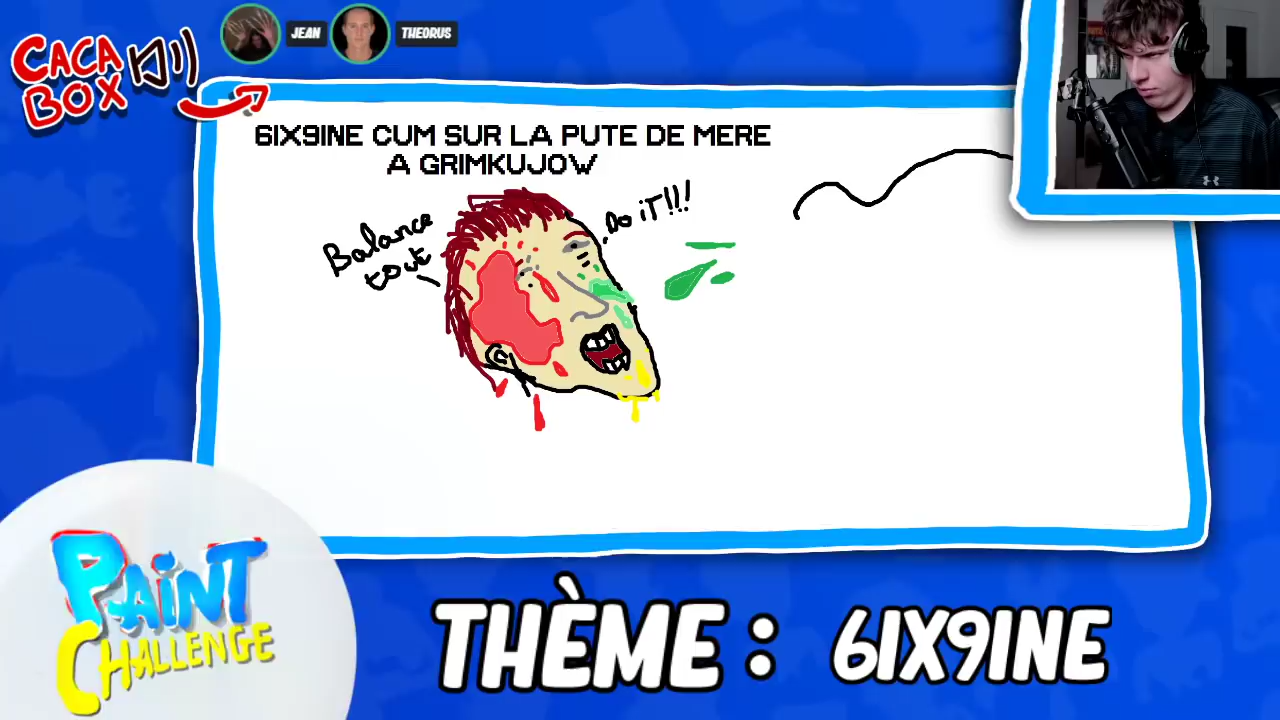 CACA
BOX
JEAN
THEORUS
6IX9INE CUM SUR LA PUTE DE MERE
A GRIMKUJOW
Balance
tout
Do iT!!!
PAINT
CHALLENGE
THÈME : 6IX9INE